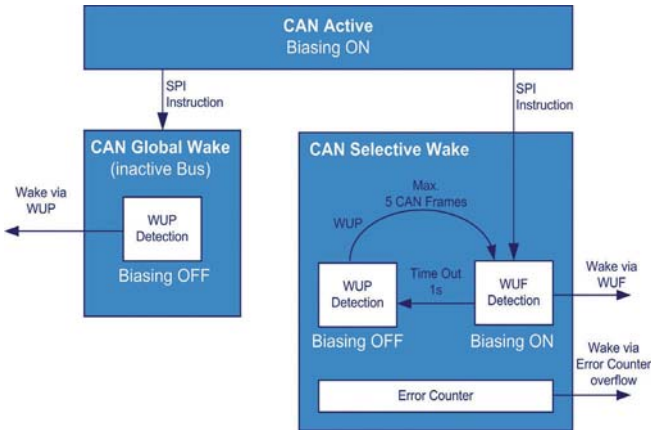 CAN Active
Biasing ON
SPI
Instruction
SPI
Instruction
CAN Global Wake
(inactive Bus)
Wake via
WUP
WUP
Detection
Biasing OFF
CAN Selective Wake
Max.
5 CAN Frames
WUP
WUP
Detection
Time Out
1s
WUF
Detection
Wake via
WUF
Biasing OFF
Biasing ON
Wake via
Error Counter
overflow
Error Counter